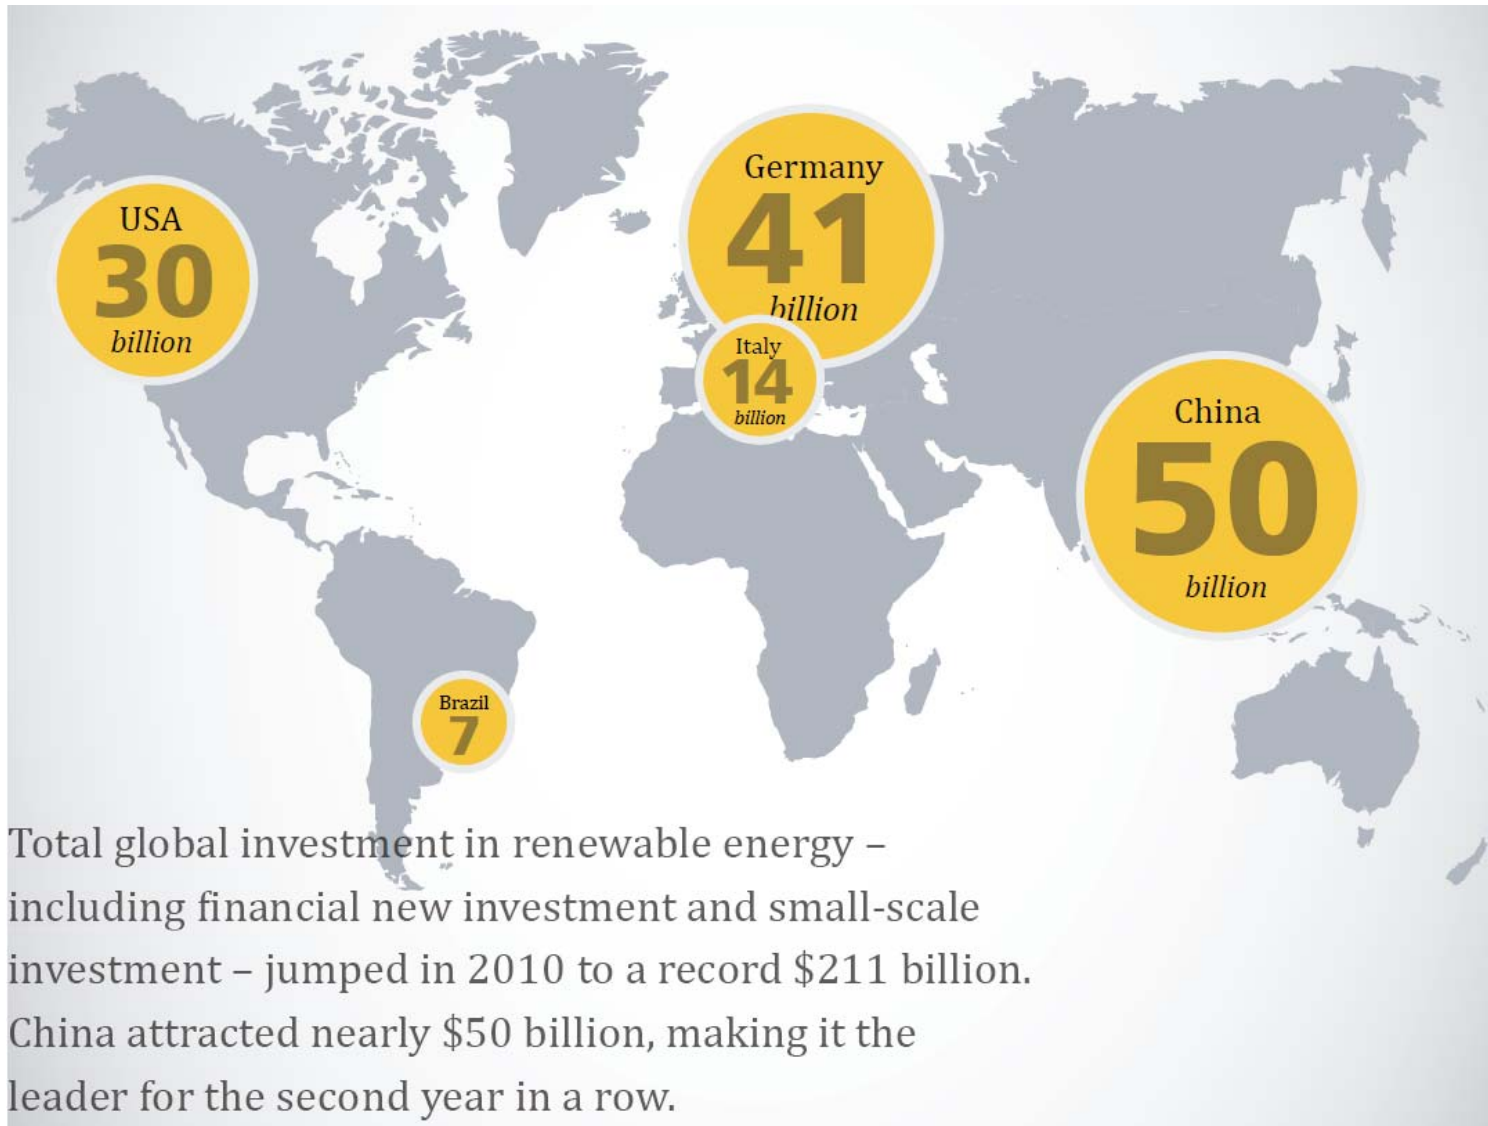 Germany
41
billion
USA
30
billion
Italy
14
billion
China
50
billion
Brazil
7
Total global investment in renewable energy –
including financial new investment and small-scale
investment – jumped in 2010 to a record $211 billion.
China attracted nearly $50 billion, making it the
leader for the second year in a row.